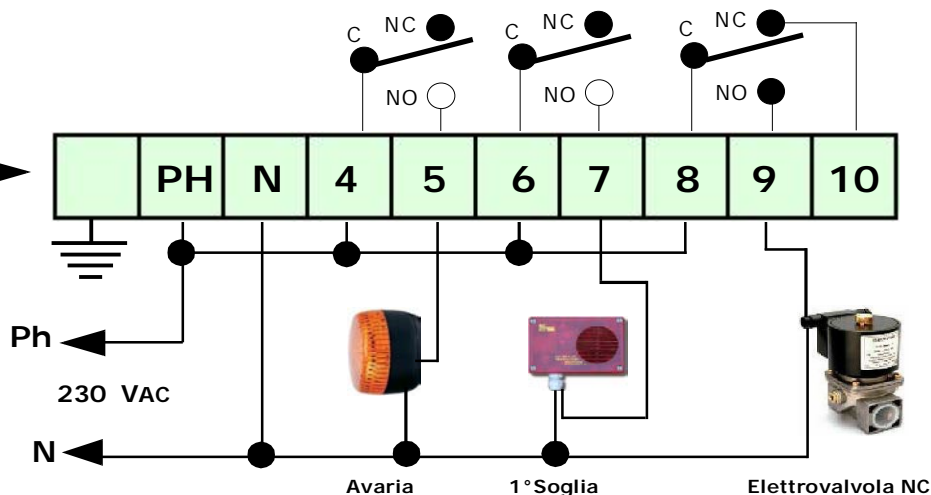 C NC C NC C NC
NO NO NO
PH N 4 5 6 7 8 9 10
Ph
230 VAC
N
Avaria 1°Soglia Elettrovalvola NC